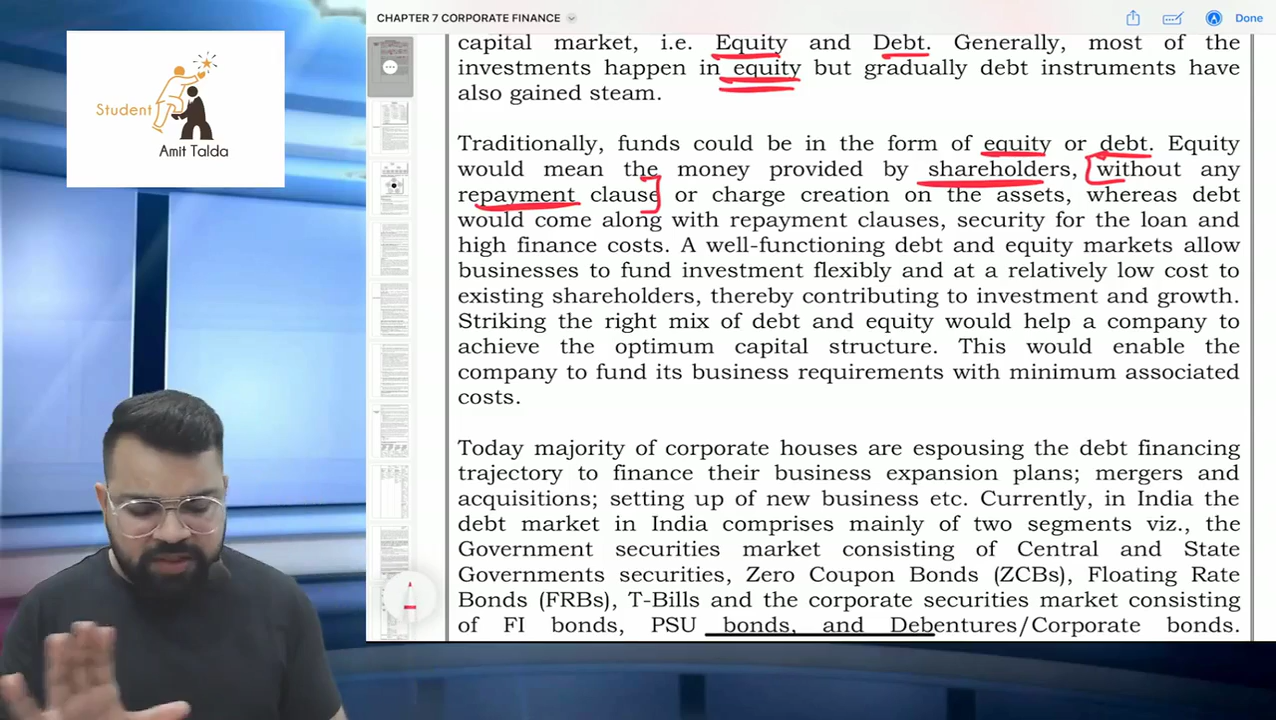 CHAPTER 7 CORPORATE FINANCE
Done
Student
Amit Talda
apital market, i.e. Equity Debt. Generally, most of the
investments happen in equity but gradually debt instruments have
also gained steam.
Traditionally, funds could be in the form of equity or debt. Equity
would mean the money provided by shareholders, without any
repayment clause or charge creation on the assets, whereas debt
would come along with repayment clauses, security for the loans and
high finance costs. A well-functioning bond and equity markets allow
businesses to fund investment flexibly and at a relatively low cost to
existing shareholders, thereby contributing to investment and growth.
Striking the right mix of debt and equity would help a company to
achieve the optimum capital structure. This would enable the
company to fund its business requirements with minimum associated
costs.
Today majority of corporate houses are espousing the debt financing
trajectory to finance their business expansion plans, mergers and
acquisitions; setting up of new business etc. Currently, in India the
debt market in India comprises mainly of two segments viz., the
Government securities market consisting of Central and State
Governments securities, Zero Coupon Bonds (ZCBs), Floating Rate
Bonds (FRBs), T-Bills and the Corporate securities market consisting
of FI bonds, PSU bonds, and Debentures/Corporate bonds.